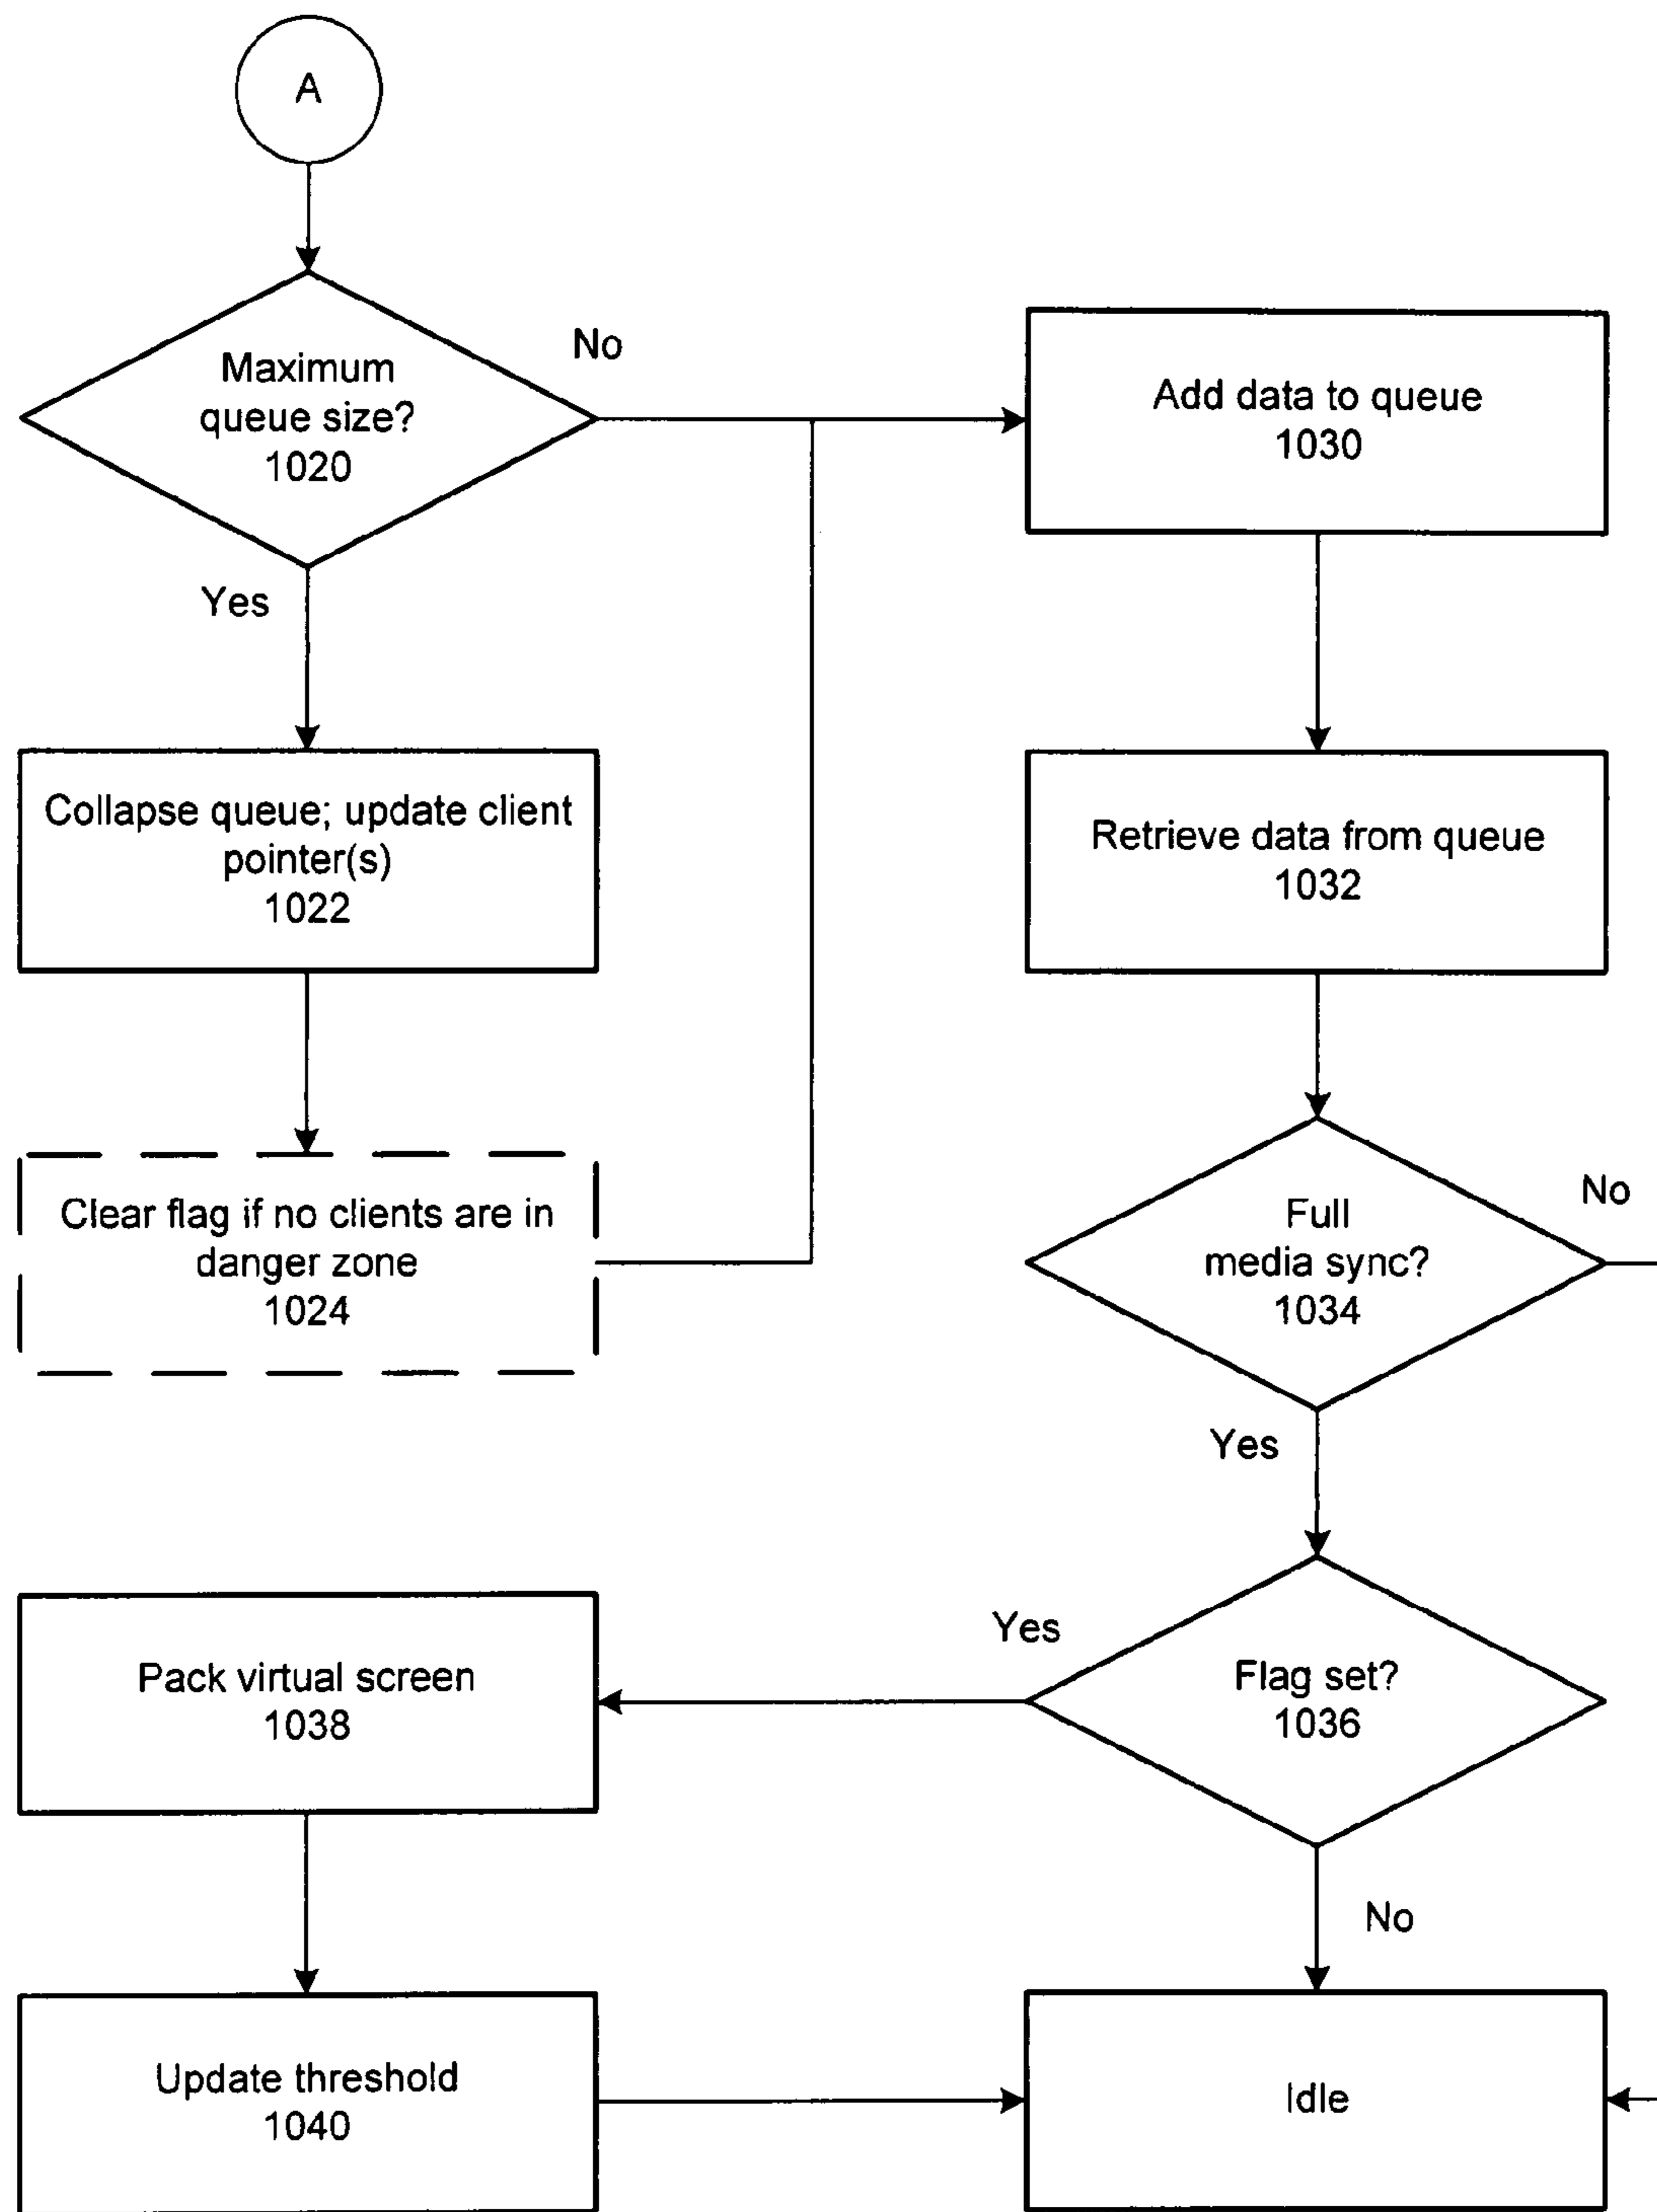 A
Maximum
queue size?
1020
No
Yes
Add data to queue
1030
Collapse queue; update client
pointer(s)
1022
Retrieve data from queue
1032
Clear flag if no clients are in
danger zone
1024
Full
media sync?
1034
No
Yes
Flag set?
1036
Yes
No
Pack virtual screen
1038
Update threshold
1040
Idle